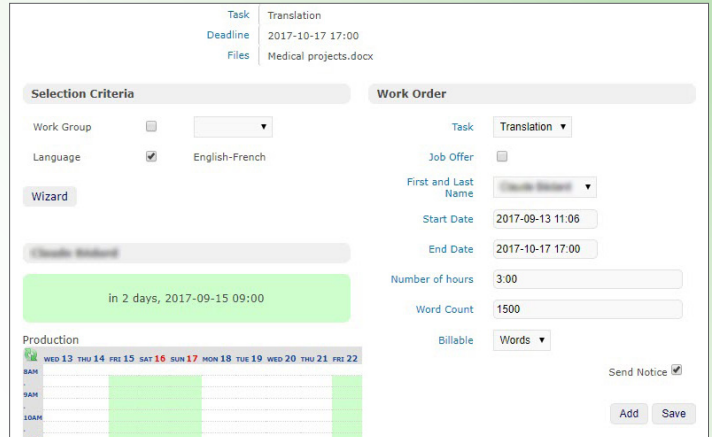 Task Translation
Deadline 2017-10-17 17:00
Files Medical projects.docx
Selection Criteria
Work Group
Language English-French
Wizard
in 2 days, 2017-09-15 09:00
Production
WED 13 THU 14 FRI 15 SAT 16 SUN 17 MON 18 TUE 19 WED 20 THU 21 FRI 22
8AM
9AM
10AM
Work Order
Task Translation
Job Offer
First and Last
Name
Start Date 2017-09-13 11:06
End Date 2017-10-17 17:00
Number of hours 3:00
Word Count 1500
Billable Words
Send Notice
Add Save